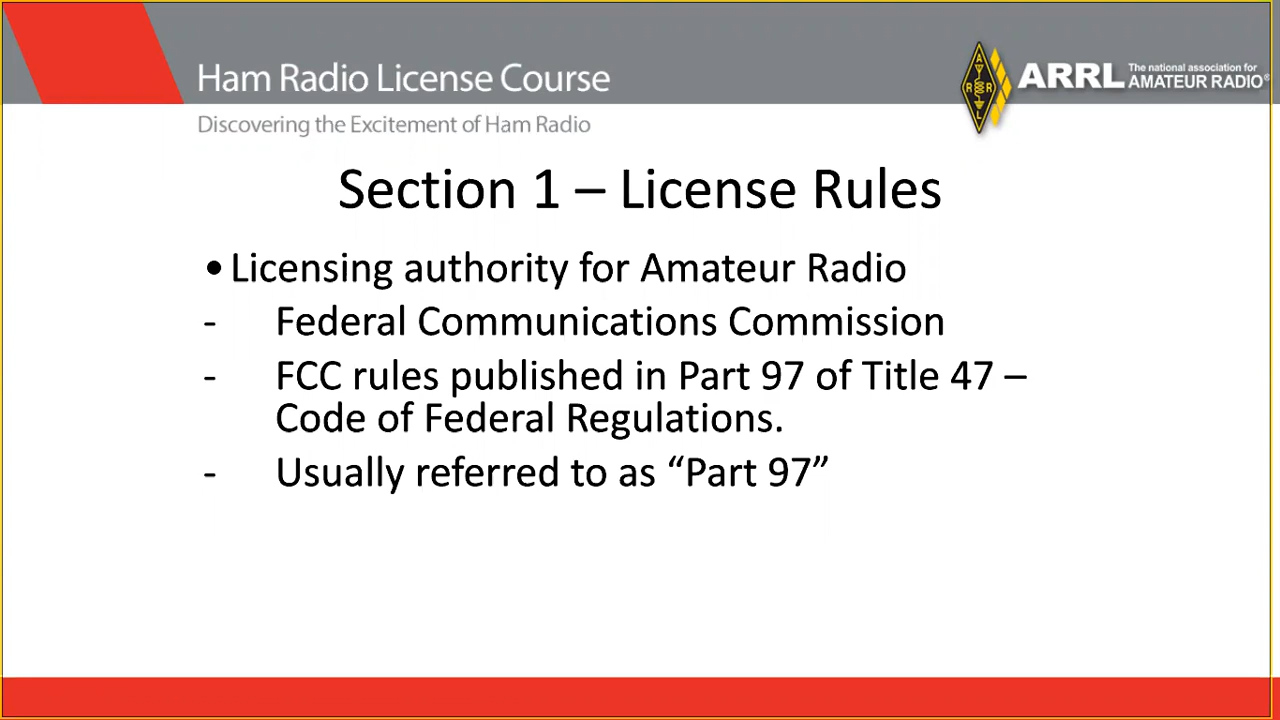 Ham Radio License Course
ARRL The national association for
AMATEUR RADIO®
Discovering the Excitement of Ham Radio
Section 1 – License Rules
•Licensing authority for Amateur Radio
- Federal Communications Commission
- FCC rules published in Part 97 of Title 47 –
Code of Federal Regulations.
- Usually referred to as “Part 97”